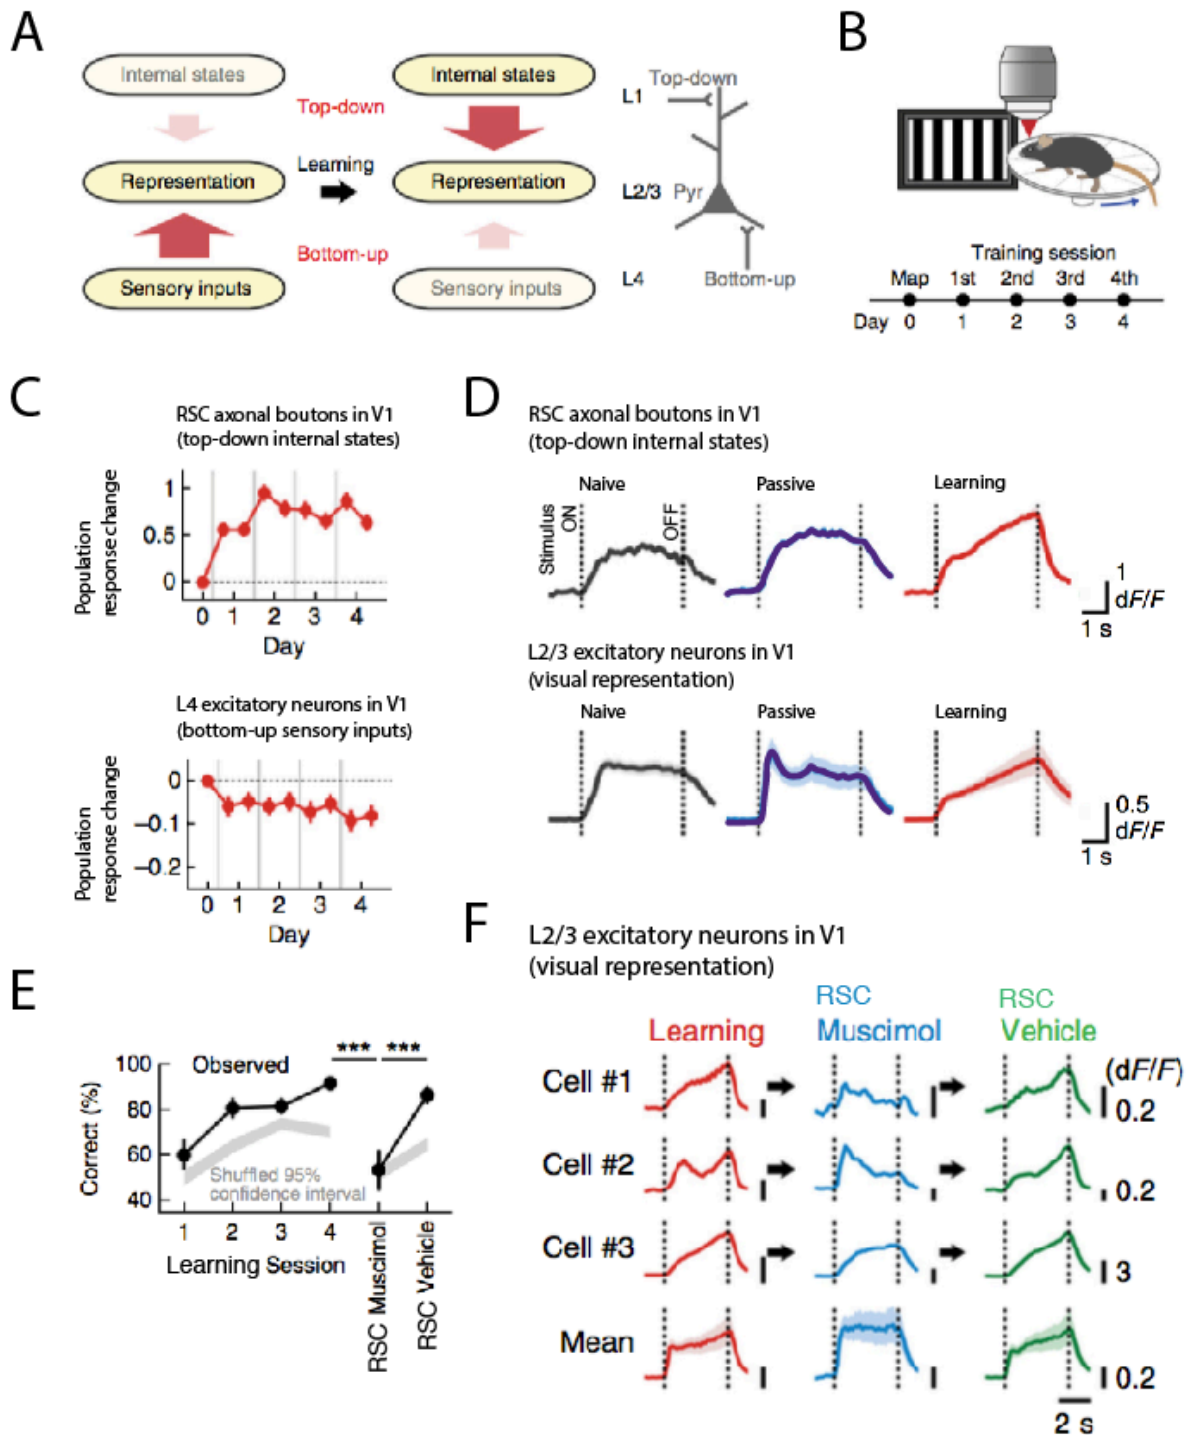 A
Internal states
Internal states
Top-down
Learning
Representation
Representation
Bottom-up
Sensory inputs
Sensory inputs
L1
Top-down
L2/3 Pyr
L4
Bottom-up
B
Training session
Map 1st 2nd 3rd 4th
Day 0 1 2 3 4
C
RSC axonal boutons in V1
(top-down internal states)
Population
response change
1
0.5
0
0 1 2 3 4
Day
L4 excitatory neurons in V1
(bottom-up sensory inputs)
Population
response change
0
−0.1
−0.2
0 1 2 3 4
Day
D
RSC axonal boutons in V1
(top-down internal states)
Naive Passive Learning
Stimulus
ON
OFF
1
dF/F
1 s
L2/3 excitatory neurons in V1
(visual representation)
Naive Passive Learning
0.5
dF/F
1 s
E
Correct (%)
100
80
60
40
Observed
*** ***
Shuffled 95%
confidence interval
1 2 3 4
Learning Session
RSC Muscimol
RSC Vehicle
F
L2/3 excitatory neurons in V1
(visual representation)
Learning
RSC
Muscimol
RSC
Vehicle
(dF/F)
Cell #1
0.2
Cell #2
0.2
Cell #3
3
Mean
0.2
2 s